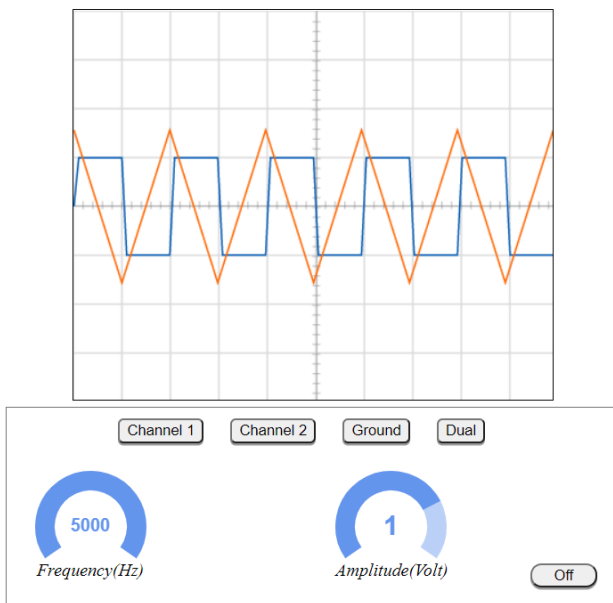 Channel 1 Channel 2 Ground Dual
5000 1
Frequency(Hz) Amplitude(Volt)
Off